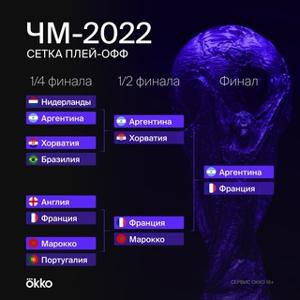 ЧМ-2022
СЕТКА ПЛЕЙ-ОФФ
1/4 финала
1/2 финала
Финал
Нидерланды
Аргентина
Хорватия
Бразилия
Англия
Франция
Марокко
Португалия
Аргентина
Хорватия
Франция
Марокко
Аргентина
Франция
okko
СЕРВИС OKKO 18+